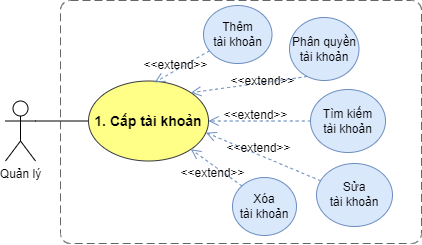 Thêm
tài khoản
Phân quyền
tài khoản
<<extend>>
<<extend>>
1. Cấp tài khoản
<<extend>>
Tìm kiếm
tài khoản
<<extend>>
Quản lý
<<extend>>
Xóa
tài khoản
Sửa
tài khoản